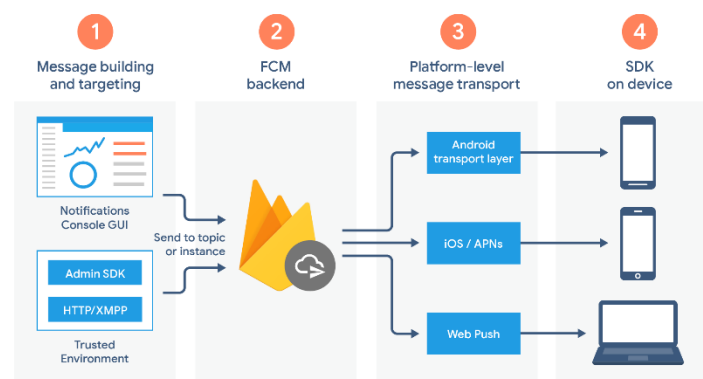 1
Message building
and targeting
Notifications
Console GUI
Admin SDK
HTTP/XMPP
Trusted
Environment
2
FCM
backend
Send to topic
or instance
3
Platform-level
message transport
Android
transport layer
iOS / APNs
Web Push
4
SDK
on device